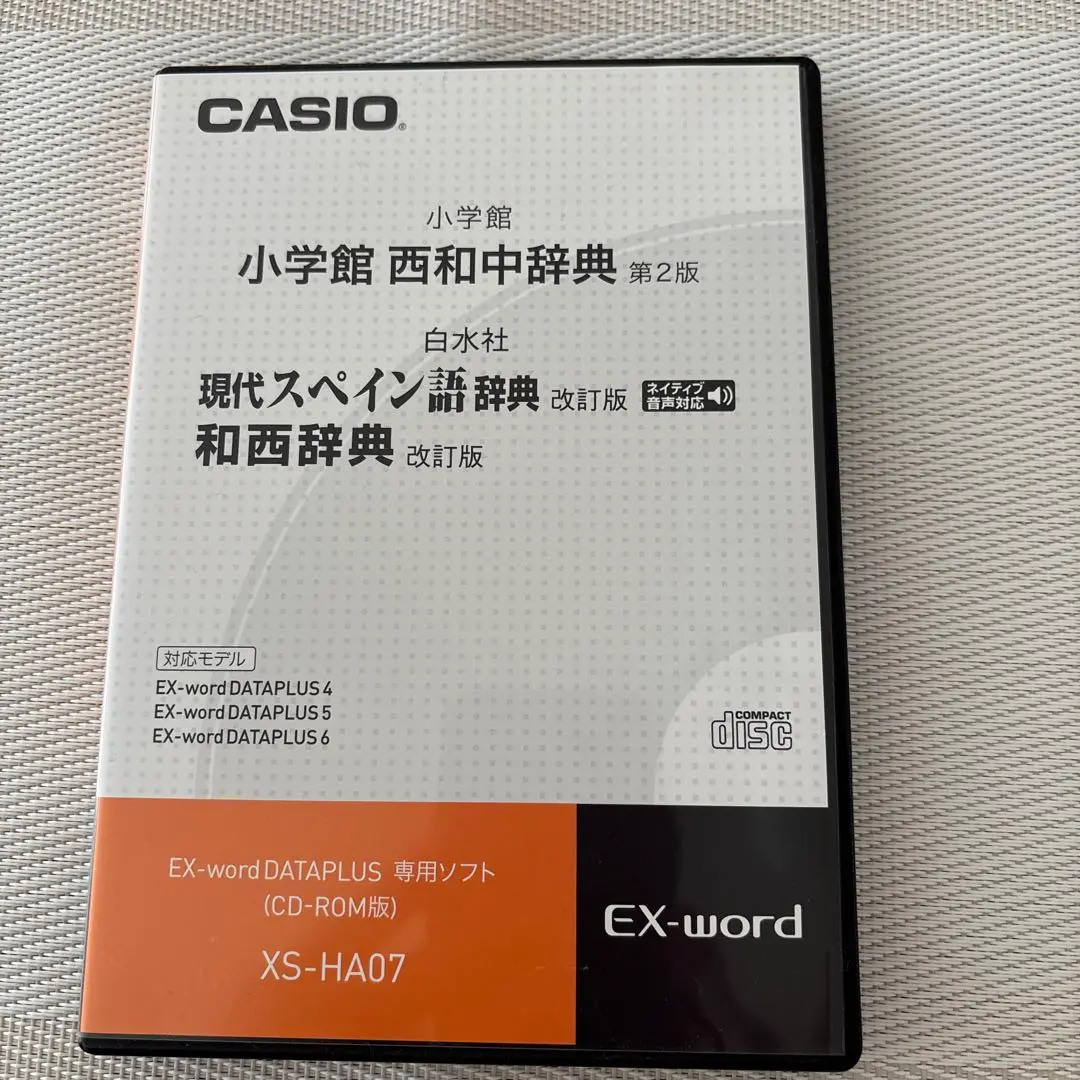 CASIO®
小学館
小学館 西和中辞典 第2版
白水社
現代スペイン語辞典 改訂版 ネイティブ音声対応
和西辞典 改訂版
対応モデル
EX-word DATAPLUS 4
EX-word DATAPLUS 5
EX-word DATAPLUS 6
COMPACT
disc
EX-word DATAPLUS 専用ソフト
(CD-ROM版)
XS-HA07
EX-word